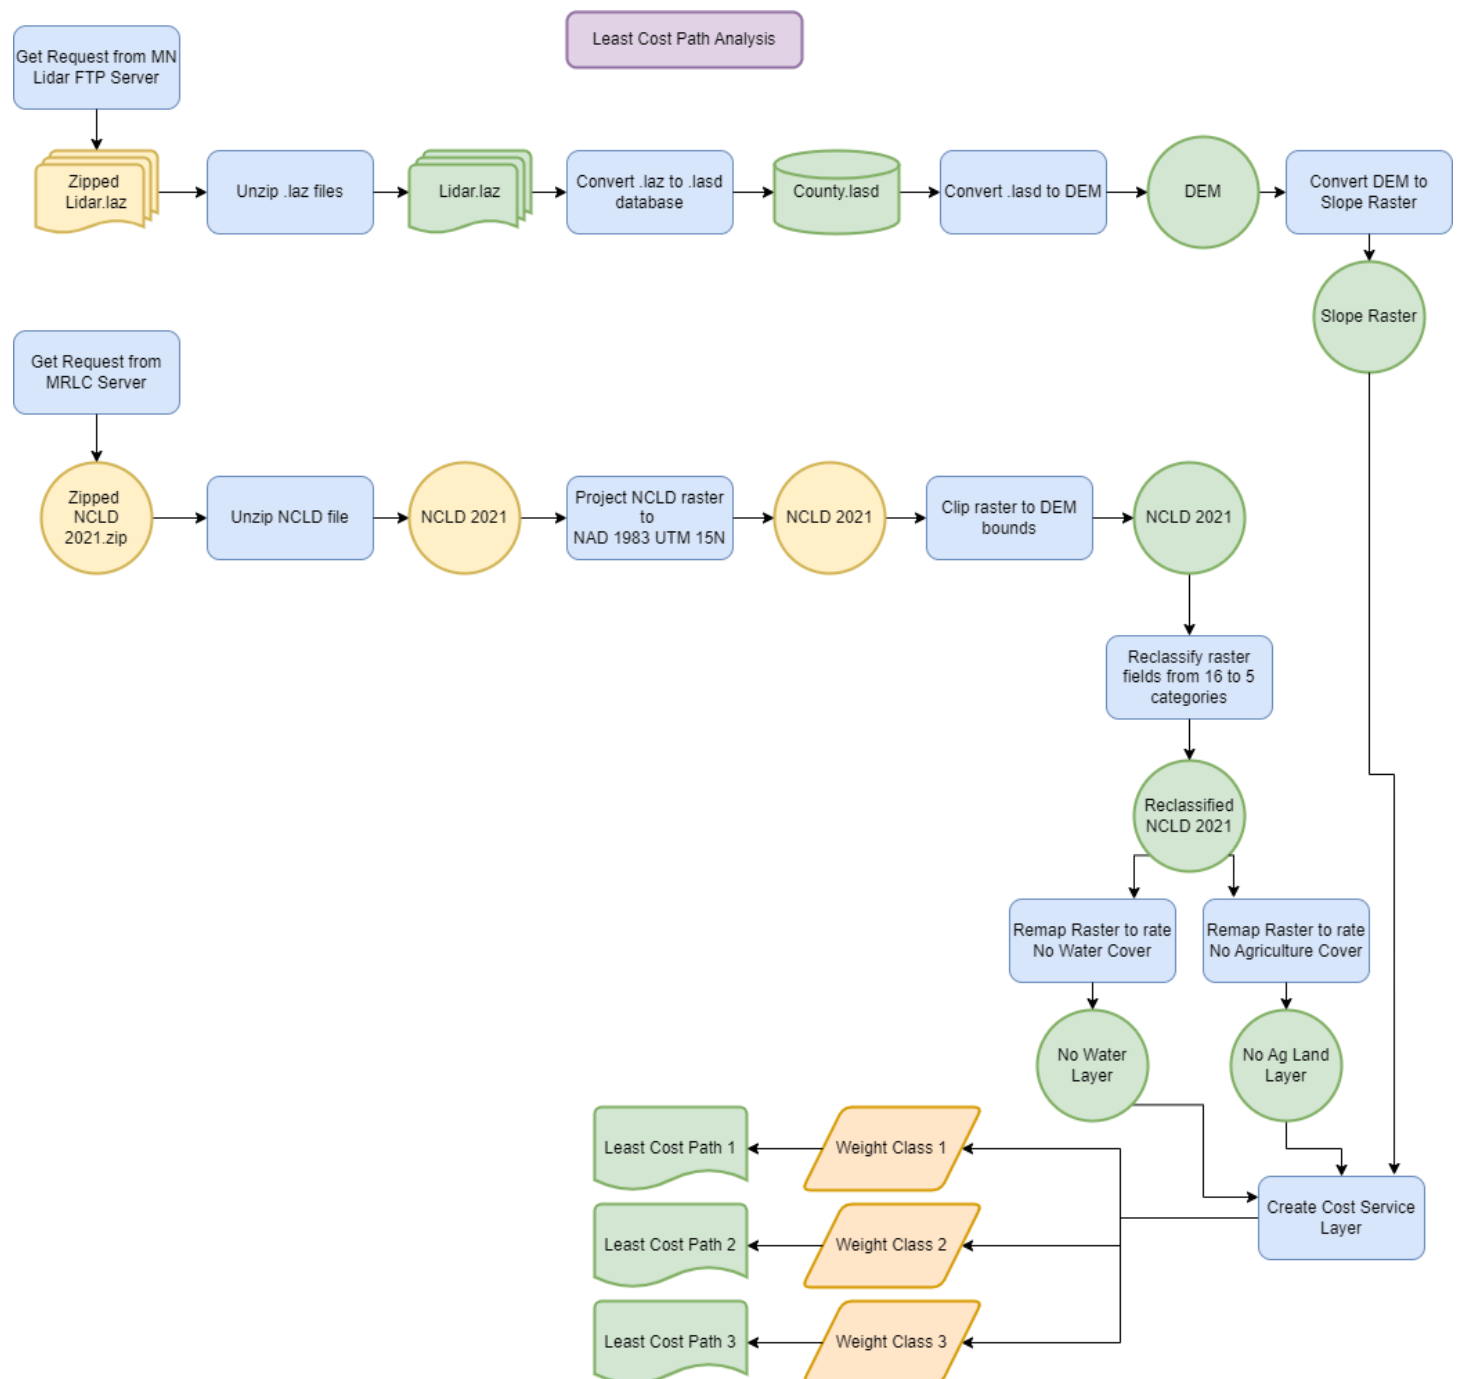 Least Cost Path Analysis
Get Request from MN
Lidar FTP Server
Zipped
Lidar.laz
Unzip .laz files
Lidar.laz
Convert .laz to .lasd
database
County.lasd
Convert .lasd to DEM
DEM
Convert DEM to
Slope Raster
Slope Raster
Get Request from
MRLC Server
Zipped
NCLD
2021.zip
Unzip NCLD file
NCLD 2021
Project NCLD raster
to
NAD 1983 UTM 15N
NCLD 2021
Clip raster to DEM
bounds
NCLD 2021
Reclassify raster
fields from 16 to 5
categories
Reclassified
NCLD 2021
Remap Raster to rate
No Water Cover
Remap Raster to rate
No Agriculture Cover
No Water
Layer
No Ag Land
Layer
Create Cost Service
Layer
Weight Class 1
Least Cost Path 1
Weight Class 2
Least Cost Path 2
Weight Class 3
Least Cost Path 3